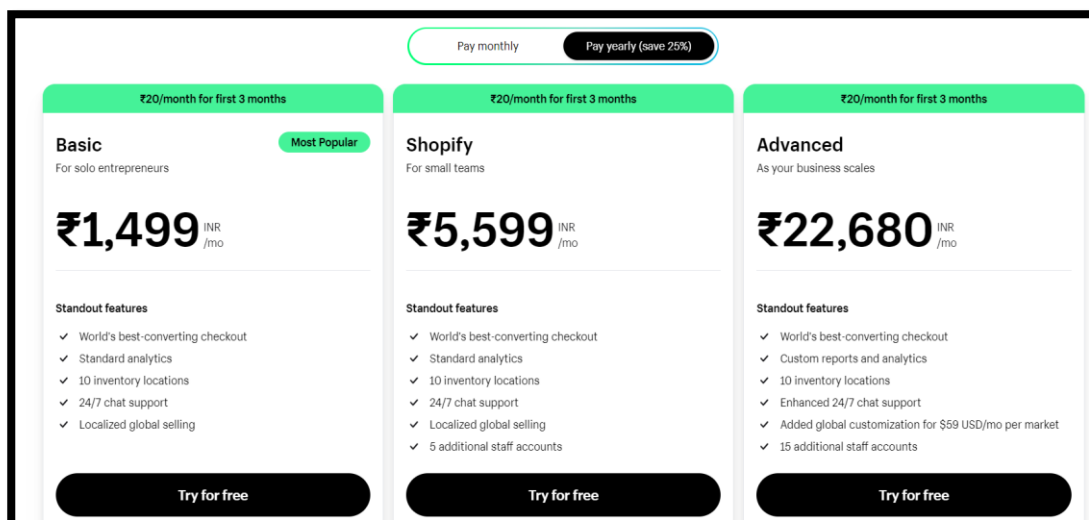 Pay monthly
Pay yearly (save 25%)
₹20/month for first 3 months
Basic
Most Popular
For solo entrepreneurs
₹1,499 INR
/mo
Standout features
World's best-converting checkout
Standard analytics
10 inventory locations
24/7 chat support
Localized global selling
Try for free
₹20/month for first 3 months
Shopify
For small teams
₹5,599 INR
/mo
Standout features
World's best-converting checkout
Standard analytics
10 inventory locations
24/7 chat support
Localized global selling
5 additional staff accounts
Try for free
₹20/month for first 3 months
Advanced
As your business scales
₹22,680 INR
/mo
Standout features
World's best-converting checkout
Custom reports and analytics
10 inventory locations
Enhanced 24/7 chat support
Added global customization for $59 USD/mo per market
15 additional staff accounts
Try for free